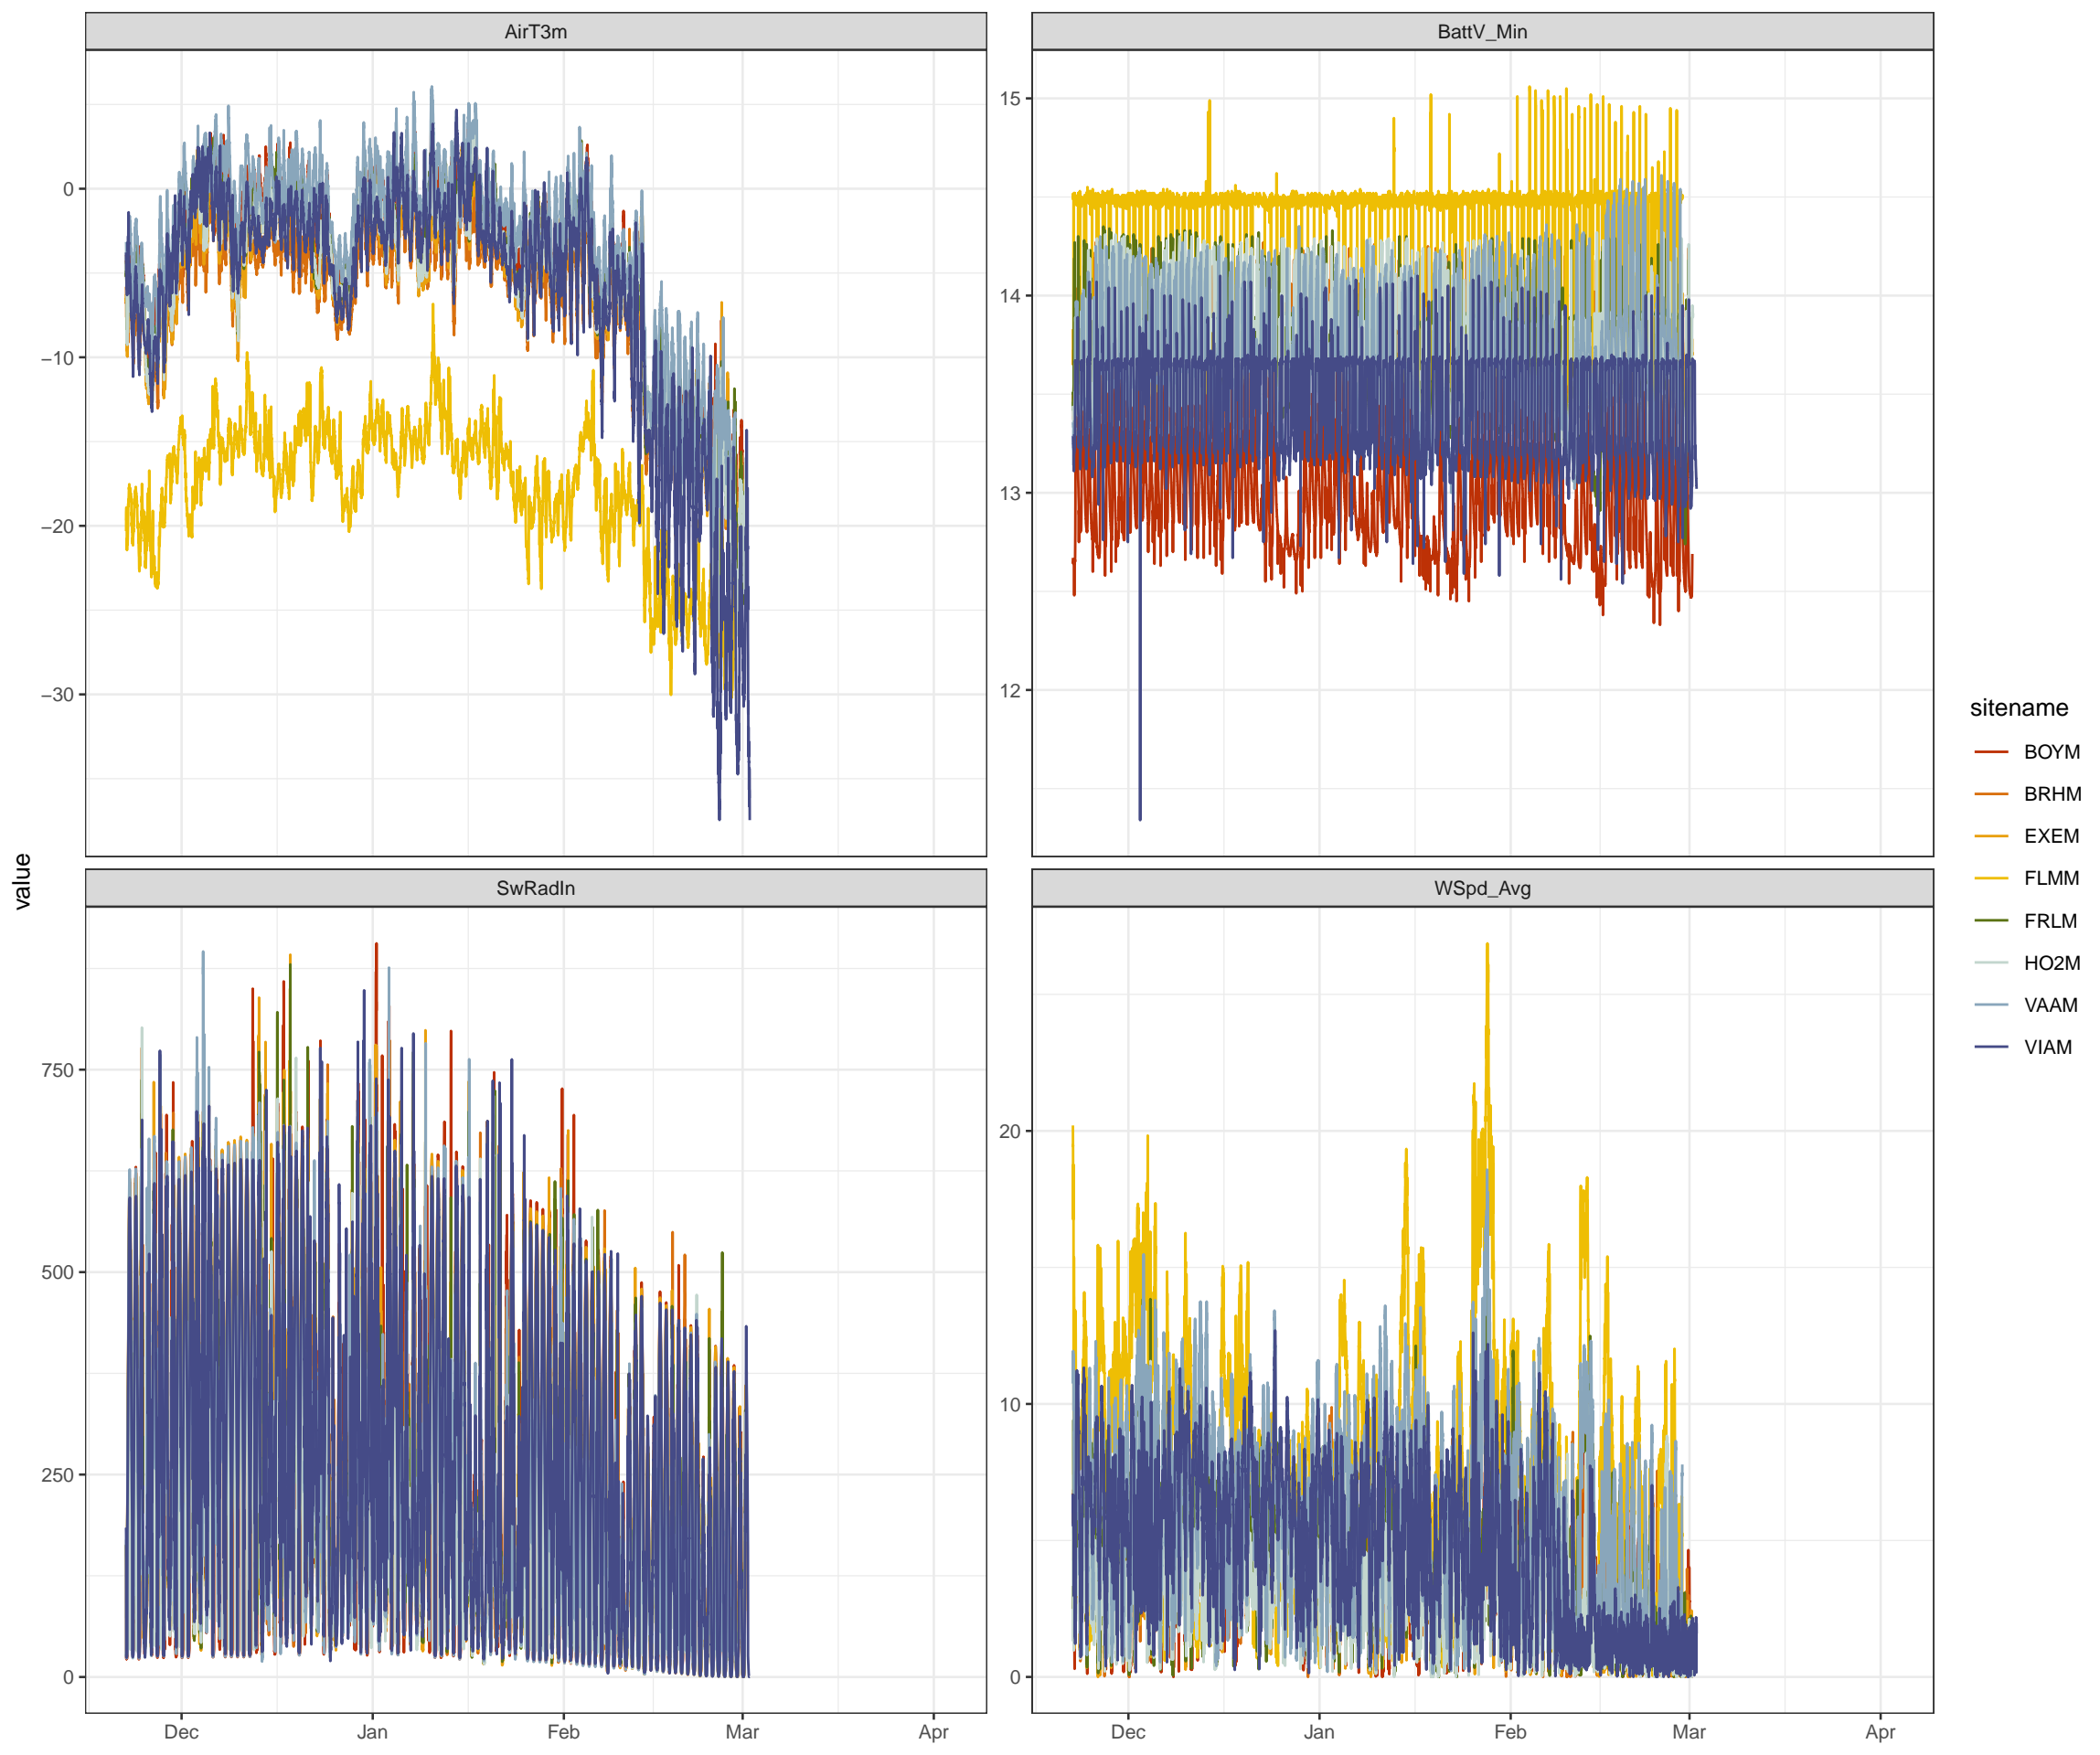 AirT3m
BattV_Min
0
−10
−20
−30
15
14
13
12
value
SwRadIn
WSpd_Avg
750
500
250
0
20
10
0
Dec Jan Feb Mar Apr
Dec Jan Feb Mar Apr
sitename
BOYM
BRHM
EXEM
FLMM
FRLM
HO2M
VAAM
VIAM